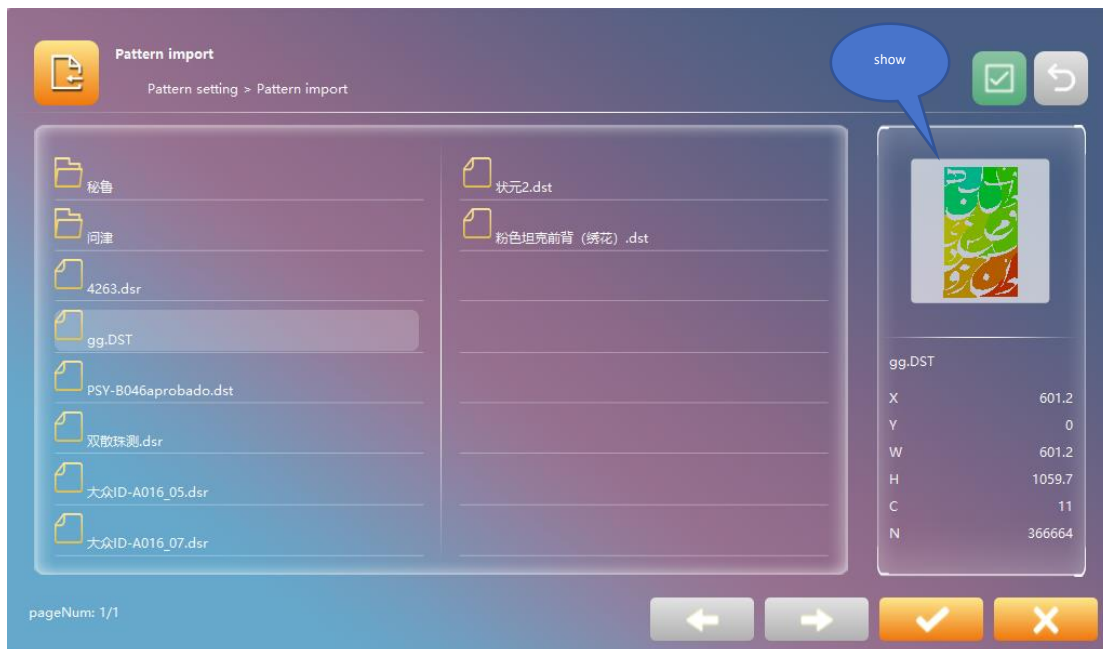 Pattern import
Pattern setting > Pattern import
show
秘鲁
问津
4263.dsr
gg.DST
PSY-B046aprobado.dst
双散珠测.dsr
大众ID-A016_05.dsr
大众ID-A016_07.dsr
状元2.dst
粉色坦克前背（绣花）.dst
gg.DST
X 601.2
Y 0
W 601.2
H 1059.7
C 11
N 366664
pageNum: 1/1